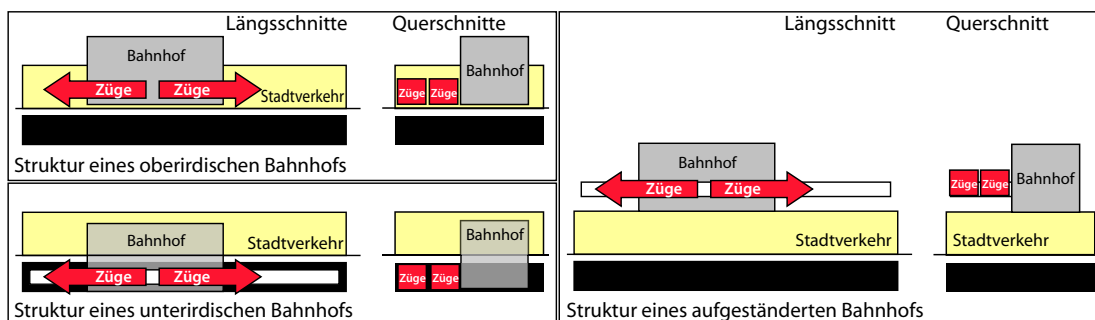 Längsschnitte Querschnitte
Bahnhof
Bahnhof
Züge Züge
Züge Züge
Stadtverkehr
Struktur eines oberirdischen Bahnhofs
Bahnhof
Bahnhof
Stadtverkehr
Züge Züge
Züge Züge
Struktur eines unterirdischen Bahnhofs
Längsschnitt Querschnitt
Bahnhof
Bahnhof
Züge Züge
Züge Züge
Stadtverkehr
Stadtverkehr
Struktur eines aufgeständerten Bahnhofs